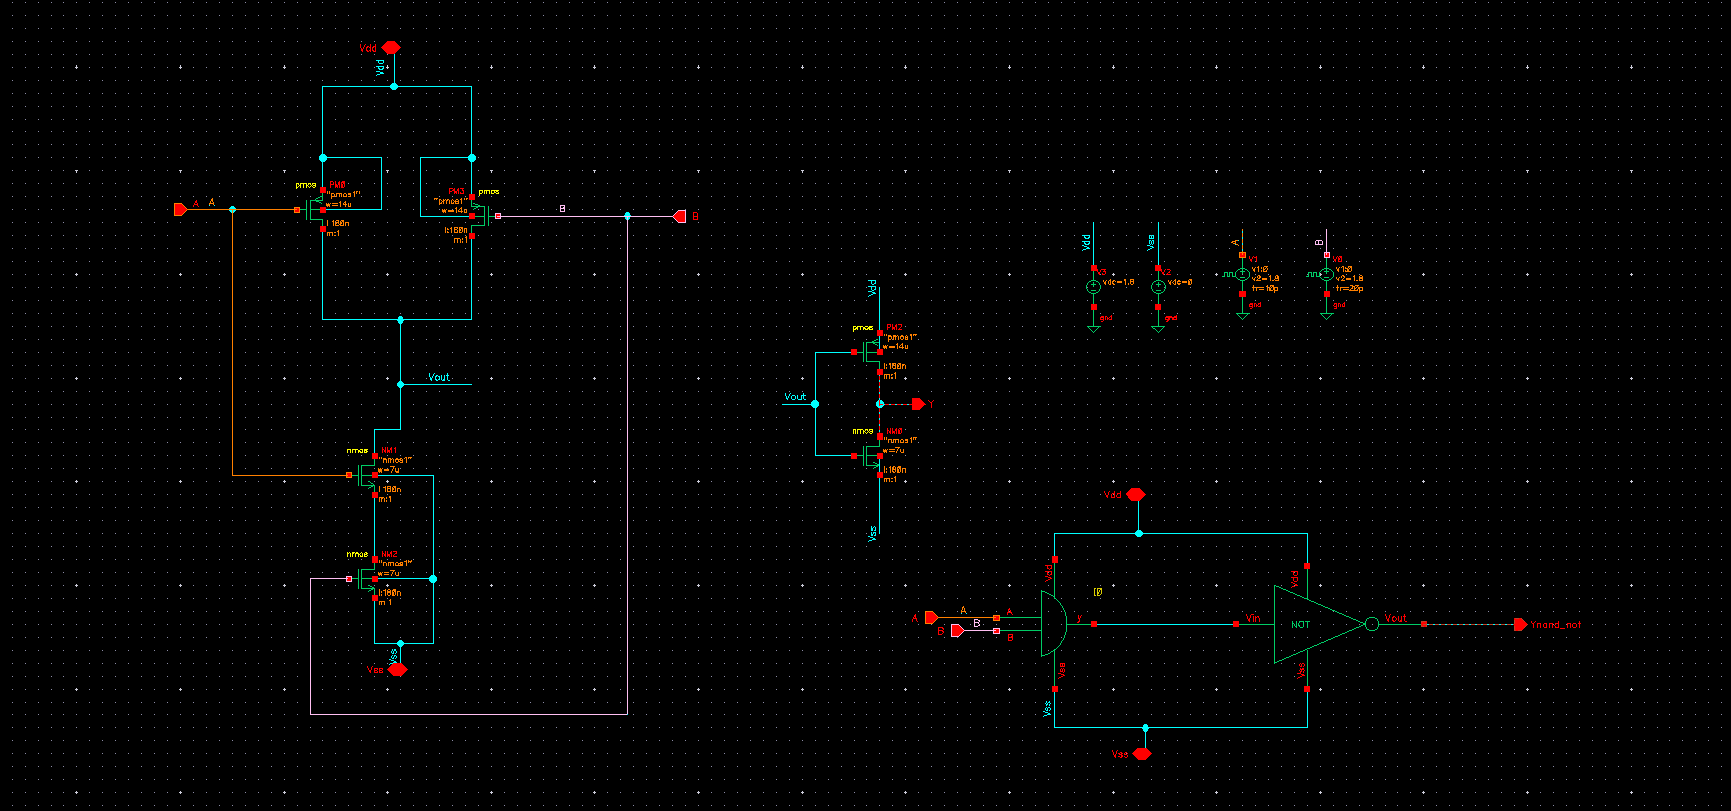 Vdd
Vdd
pmos
PM0
"pmos1"
w=14u
l:180n
m:1
PM3
pmos
"pmos1"
w=14u
l:180n
m:1
A
A
B
B
Vout
nmos
NM1
"nmos1"
w=7u
l:180n
m:1
nmos
NM2
"nmos1"
w=7u
l:180n
m:1
Vss
Vss
Vdd
pmos
PM2
"pmos1"
w=14u
l:180n
m:1
Vout
Y
nmos
NM0
"nmos1"
w=7u
l:180n
m:1
Vss
Vdd
V3
vdc=1.8
gnd
Vss
V2
vdc=0
gnd
A
V1
v1:0
v2=1.8
tr=10p
gnd
B
V0
v1:0
v2=1.8
tr=20p
gnd
Vdd
Vdd
Vdd
A
A
A
B
B
B
y
Vin
NOT
Vout
Ynand_not
Vss
Vss
Vss
Vss